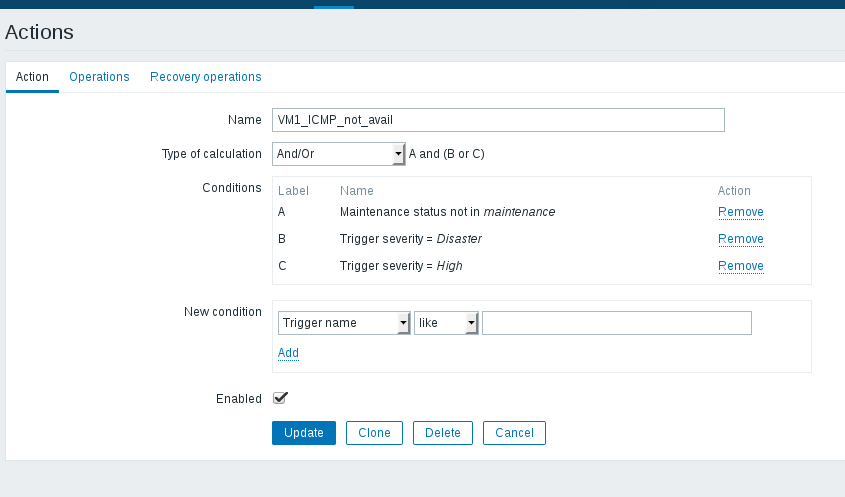 Actions
Action Operations Recovery operations
Name VM1_ICMP_not_avail
Type of calculation And/Or A and (B or C)
Conditions Label Name Action
A Maintenance status not in maintenance Remove
B Trigger severity = Disaster Remove
C Trigger severity = High Remove
New condition Trigger name like
Add
Enabled
Update Clone Delete Cancel